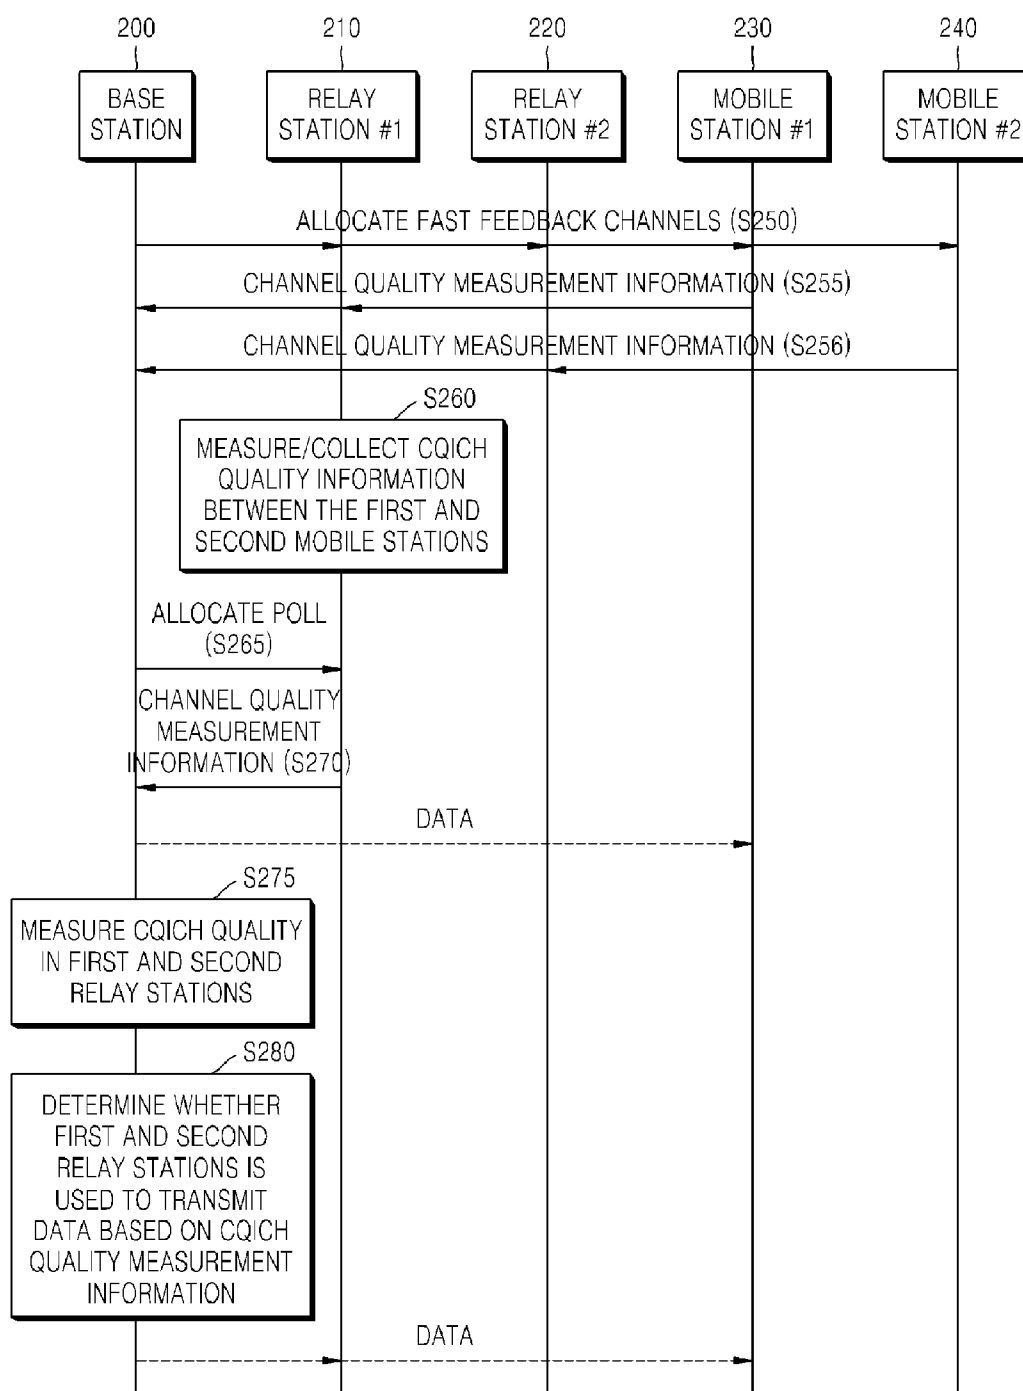 200 210 220 230 240
BASE STATION
RELAY STATION #1
RELAY STATION #2
MOBILE STATION #1
MOBILE STATION #2
ALLOCATE FAST FEEDBACK CHANNELS (S250)
CHANNEL QUALITY MEASUREMENT INFORMATION (S255)
CHANNEL QUALITY MEASUREMENT INFORMATION (S256)
S260
MEASURE/COLLECT CQICH
QUALITY INFORMATION
BETWEEN THE FIRST AND
SECOND MOBILE STATIONS
ALLOCATE POLL
(S265)
CHANNEL QUALITY
MEASUREMENT
INFORMATION (S270)
DATA
S275
MEASURE CQICH QUALITY
IN FIRST AND SECOND
RELAY STATIONS
S280
DETERMINE WHETHER
FIRST AND SECOND
RELAY STATIONS IS
USED TO TRANSMIT
DATA BASED ON CQICH
QUALITY MEASUREMENT
INFORMATION
DATA